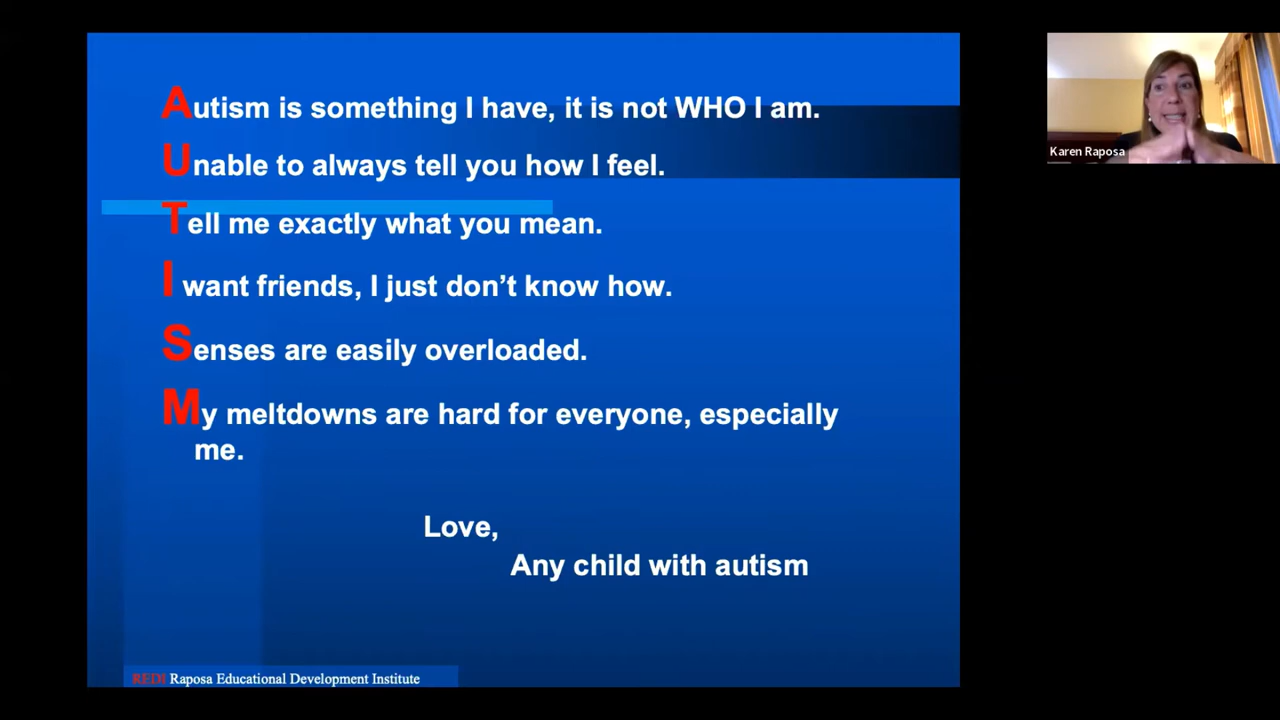 Autism is something I have, it is not WHO I am.
Unable to always tell you how I feel.
Tell me exactly what you mean.
I want friends, I just don’t know how.
Senses are easily overloaded.
My meltdowns are hard for everyone, especially
me.
Love,
Any child with autism
REDI Raposa Educational Development Institute
Karen Raposa